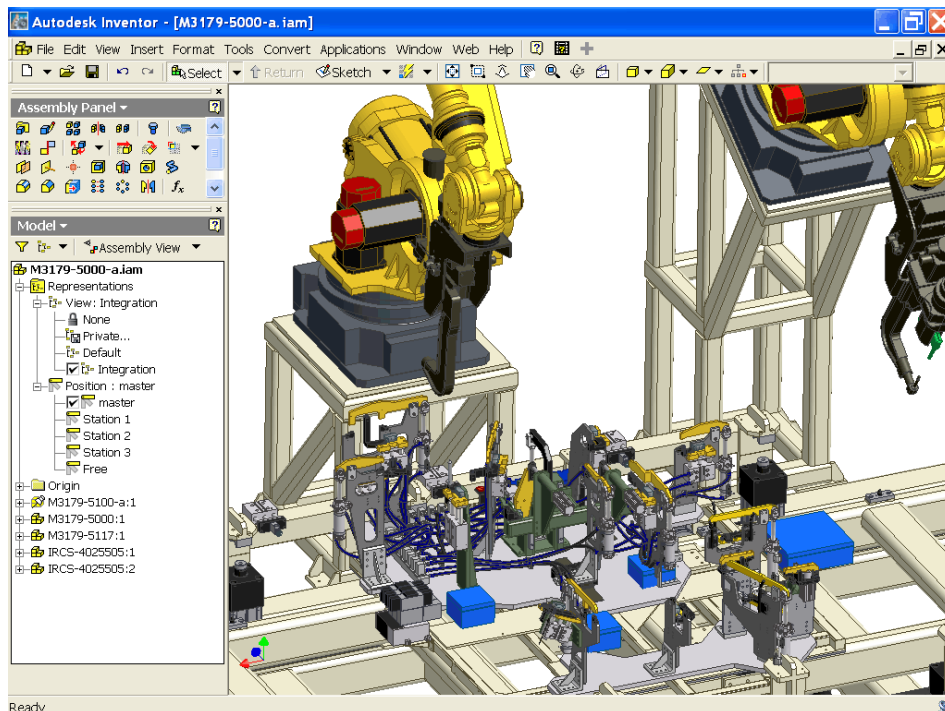 Autodesk Inventor - [M3179-5000-a.iam]
File Edit View Insert Format Tools Convert Applications Window Web Help
Select Return Sketch
Assembly Panel
fx
Model
Assembly View
M3179-5000-a.iam
Representations
View: Integration
None
Private...
Default
Integration
Position : master
master
Station 1
Station 2
Station 3
Free
Origin
M3179-5100-a:1
M3179-5000:1
M3179-5117:1
IRCS-4025505:1
IRCS-4025505:2
Ready